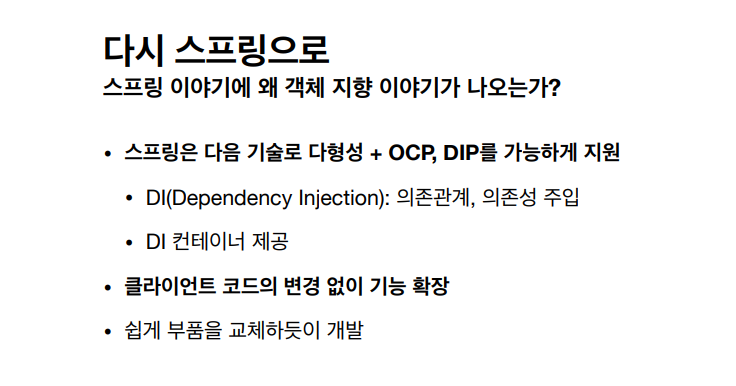 다시 스프링으로
스프링 이야기에 왜 객체 지향 이야기가 나오는가?
• 스프링은 다음 기술로 다형성 + OCP, DIP를 가능하게 지원
• DI(Dependency Injection): 의존관계, 의존성 주입
• DI 컨테이너 제공
• 클라이언트 코드의 변경 없이 기능 확장
• 쉽게 부품을 교체하듯이 개발